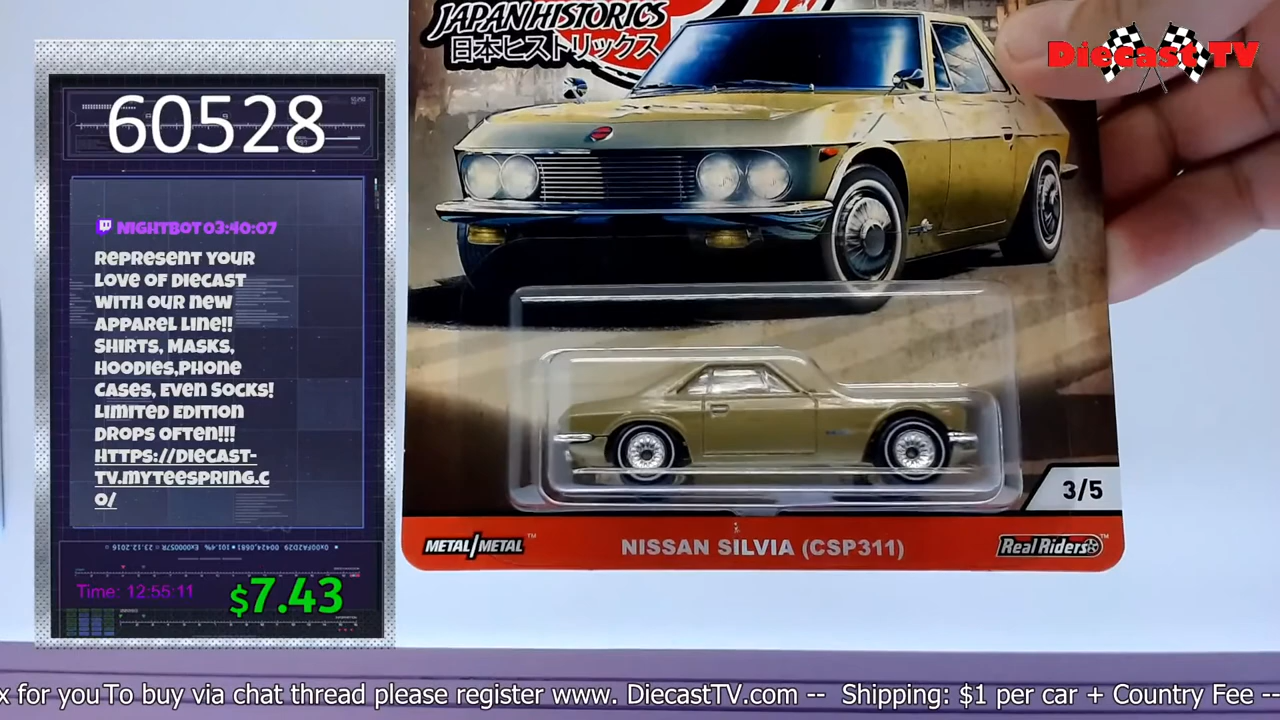 JAPAN HISTORICS
日本ヒストリックス
Diecast TV
60528
NIGHTBOT 03:40:07
Represent your
love of diecast
with our new
apparel line!!
Shirts, Masks,
Hoodies,Phone
Cases, Even Socks!
Limited Edition
Drops Often!!!
https://diecast-
tv.myteespring.c
o/
Time: 12:55:11
$7.43
3/5
METAL/METAL™
NISSAN SILVIA (CSP311)
Real Riders™
x for you To buy via chat thread please register www. DiecastTV.com -- Shipping: $1 per car + Country Fee --